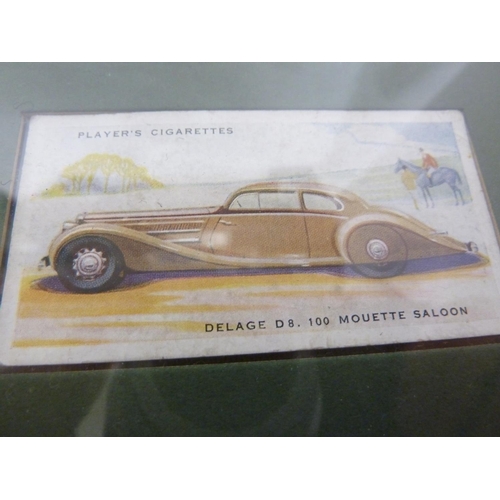 PLAYER'S CIGARETTES
DELAGE D8. 100 MOUETTE SALOON